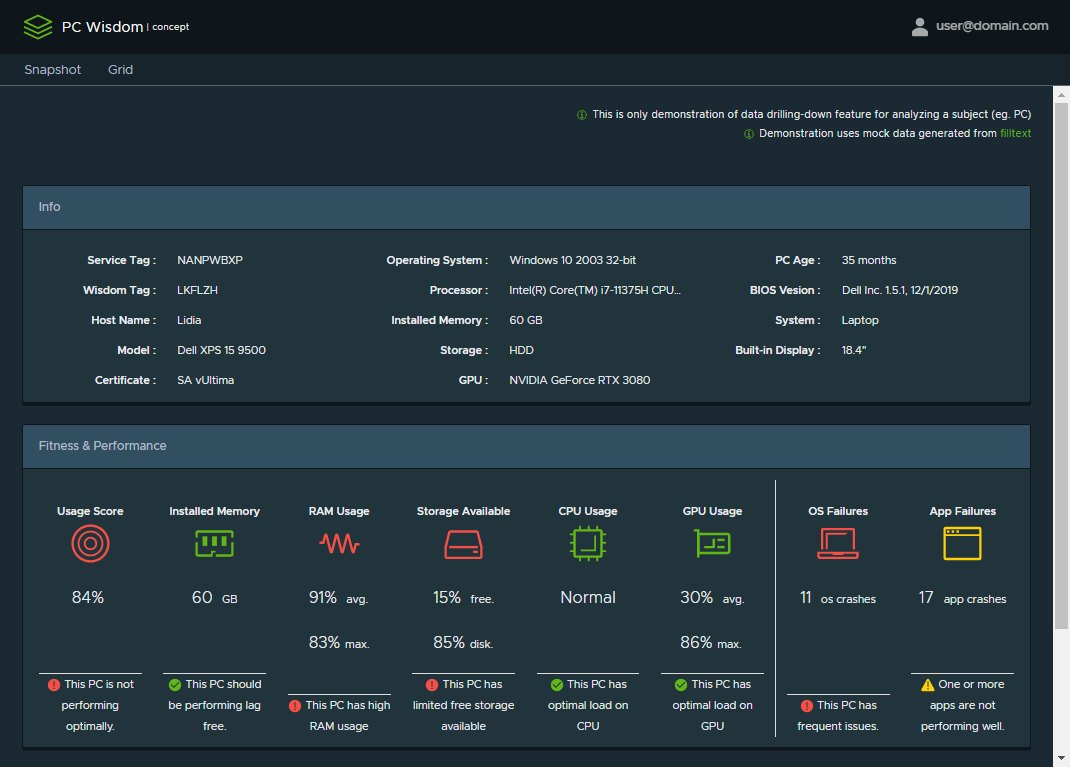 PC Wisdom | concept
user@domain.com
Snapshot Grid
This is only demonstration of data drilling-down feature for analyzing a subject (eg. PC)
Demonstration uses mock data generated from filltext
Info
Service Tag : NANPWBXP Operating System : Windows 10 2003 32-bit PC Age : 35 months
Wisdom Tag : LKFLZH Processor : Intel(R) Core(TM) i7-11375H CPU... BIOS Vesion : Dell Inc. 1.5.1, 12/1/2019
Host Name : Lidia Installed Memory : 60 GB System : Laptop
Model : Dell XPS 15 9500 Storage : HDD Built-in Display : 18.4"
Certificate : SA vUltima GPU : NVIDIA GeForce RTX 3080
Fitness & Performance
Usage Score Installed Memory RAM Usage Storage Available CPU Usage GPU Usage OS Failures App Failures
84% 60 GB 91% avg. 15% free. Normal 30% avg. 11 os crashes 17 app crashes
83% max. 85% disk. 86% max.
This PC is not This PC should This PC has This PC has This PC has One or more
performing be performing lag This PC has high limited free storage optimal load on optimal load on This PC has apps are not
optimally. free. RAM usage available CPU GPU frequent issues. performing well.